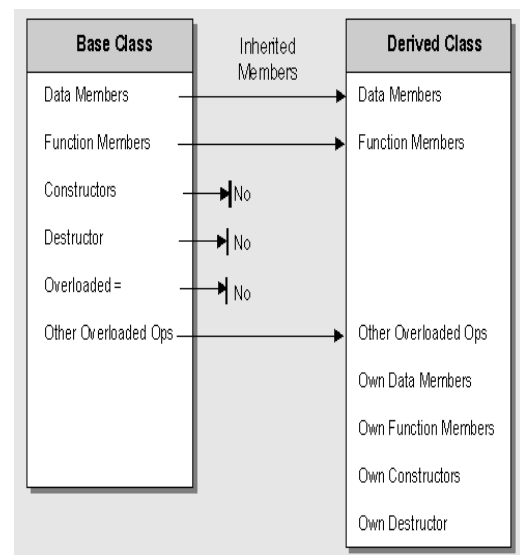 Base Class
Inherited
Members
Derived Class
Data Members
Data Members
Function Members
Function Members
Constructors
No
Destructor
No
Overloaded =
No
Other Overloaded Ops
Other Overloaded Ops
Own Data Members
Own Function Members
Own Constructors
Own Destructor